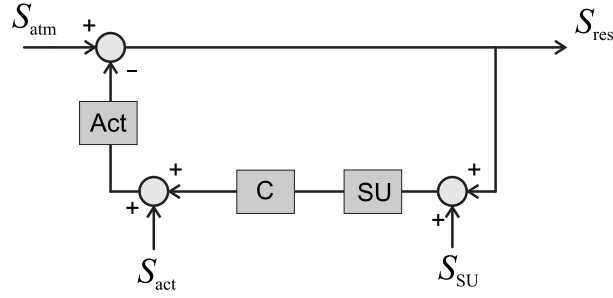 S_atm
+
S_res
−
Act
+
+
C
SU
+
+
S_act
S_SU